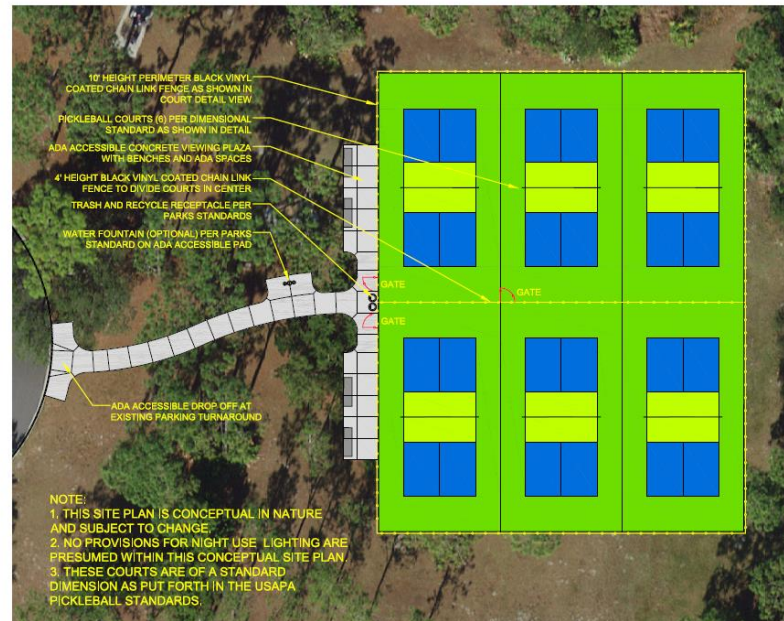 10' HEIGHT PERIMETER BLACK VINYL
COATED CHAIN LINK FENCE AS SHOWN IN
COURT DETAIL VIEW
PICKLEBALL COURTS (6) PER DIMENSIONAL
STANDARD AS SHOWN IN DETAIL
ADA ACCESSIBLE CONCRETE VIEWING PLAZA
WITH BENCHES AND ADA SPACES
4' HEIGHT BLACK VINYL COATED CHAIN LINK
FENCE TO DIVIDE COURTS IN CENTER
TRASH AND RECYCLE RECEPTACLE PER
PARKS STANDARDS
WATER FOUNTAIN (OPTIONAL) PER PARKS
STANDARD ON ADA ACCESSIBLE PAD
GATE
GATE
GATE
ADA ACCESSIBLE DROP OFF AT
EXISTING PARKING TURNAROUND
NOTE:
1. THIS SITE PLAN IS CONCEPTUAL IN NATURE
AND SUBJECT TO CHANGE.
2. NO PROVISIONS FOR NIGHT USE LIGHTING ARE
PRESUMED WITHIN THIS CONCEPTUAL SITE PLAN.
3. THESE COURTS ARE OF A STANDARD
DIMENSION AS PUT FORTH IN THE USAPA
PICKLEBALL STANDARDS.